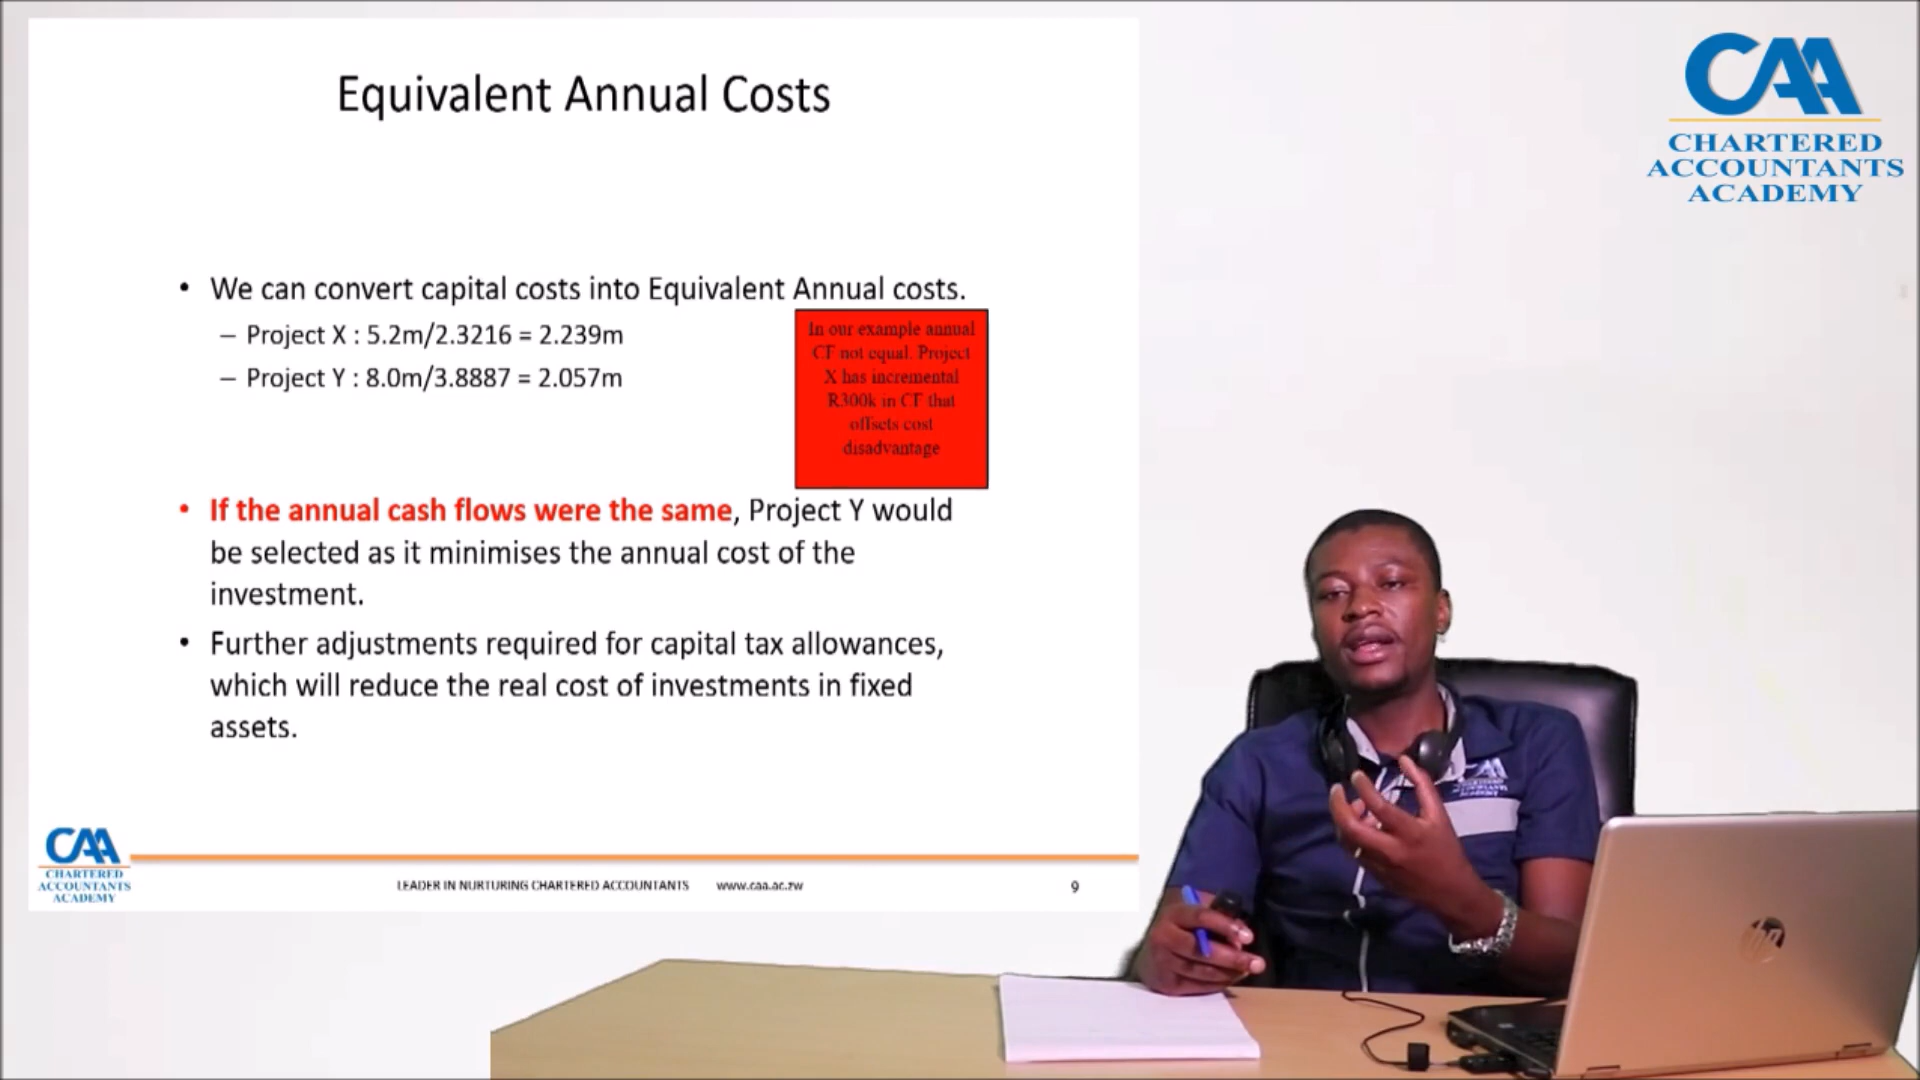 Equivalent Annual Costs
CAA
CHARTERED
ACCOUNTANTS
ACADEMY
• We can convert capital costs into Equivalent Annual costs.
– Project X : 5.2m/2.3216 = 2.239m
– Project Y : 8.0m/3.8887 = 2.057m
In our example annual
CF not equal. Project
X has incremental
R300k in CF that
offsets cost
disadvantage
• If the annual cash flows were the same, Project Y would
be selected as it minimises the annual cost of the
investment.
• Further adjustments required for capital tax allowances,
which will reduce the real cost of investments in fixed
assets.
CAA
CHARTERED
ACCOUNTANTS
ACADEMY
LEADER IN NURTURING CHARTERED ACCOUNTANTS www.caa.ac.zw
9
CAA
CHARTERED
ACCOUNTANTS
ACADEMY
hp